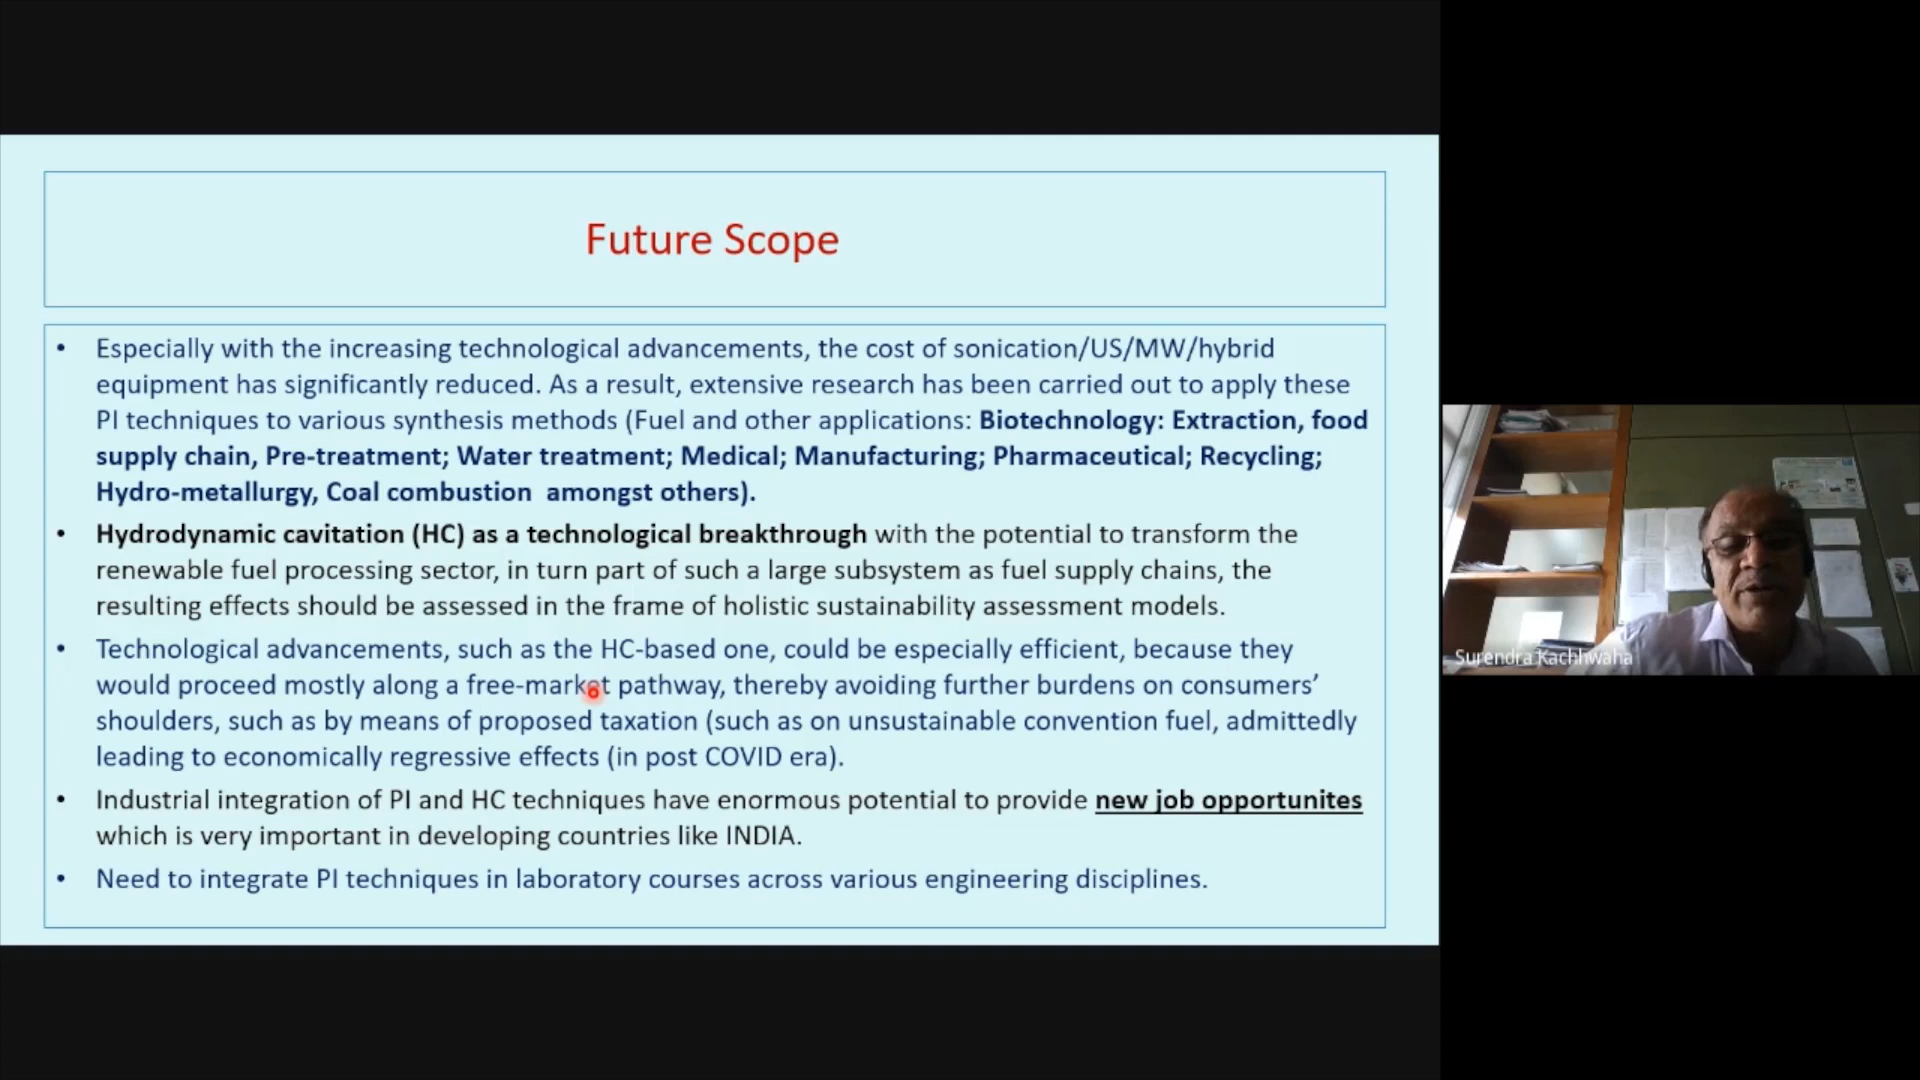 Future Scope
• Especially with the increasing technological advancements, the cost of sonication/US/MW/hybrid
equipment has significantly reduced. As a result, extensive research has been carried out to apply these
PI techniques to various synthesis methods (Fuel and other applications: Biotechnology: Extraction, food
supply chain, Pre-treatment; Water treatment; Medical; Manufacturing; Pharmaceutical; Recycling;
Hydro-metallurgy, Coal combustion amongst others).
• Hydrodynamic cavitation (HC) as a technological breakthrough with the potential to transform the
renewable fuel processing sector, in turn part of such a large subsystem as fuel supply chains, the
resulting effects should be assessed in the frame of holistic sustainability assessment models.
• Technological advancements, such as the HC-based one, could be especially efficient, because they
would proceed mostly along a free-market pathway, thereby avoiding further burdens on consumers’
shoulders, such as by means of proposed taxation (such as on unsustainable convention fuel, admittedly
leading to economically regressive effects (in post COVID era).
• Industrial integration of PI and HC techniques have enormous potential to provide new job opportunites
which is very important in developing countries like INDIA.
• Need to integrate PI techniques in laboratory courses across various engineering disciplines.
Surendra Kachhwaha